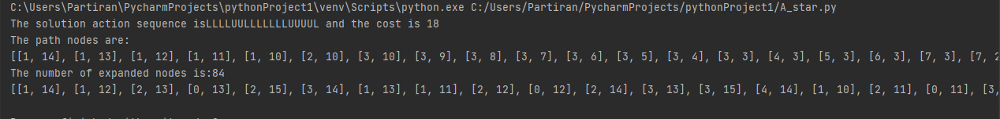 C:\Users\Partiran\PycharmProjects\pythonProject1\venv\Scripts\python.exe C:/Users/Partiran/PycharmProjects/pythonProject1/A_star.py
The solution action sequence isLLLLUULLLLLLLUUUUL and the cost is 18
The path nodes are:
[[1, 14], [1, 13], [1, 12], [1, 11], [1, 10], [2, 10], [3, 10], [3, 9], [3, 8], [3, 7], [3, 6], [3, 5], [3, 4], [3, 3], [4, 3], [5, 3], [6, 3], [7, 3], [7, 2
The number of expanded nodes is:84
[[1, 14], [1, 12], [2, 13], [0, 13], [2, 15], [3, 14], [1, 13], [1, 11], [2, 12], [0, 12], [2, 14], [3, 13], [3, 15], [4, 14], [1, 10], [2, 11], [0, 11], [3,